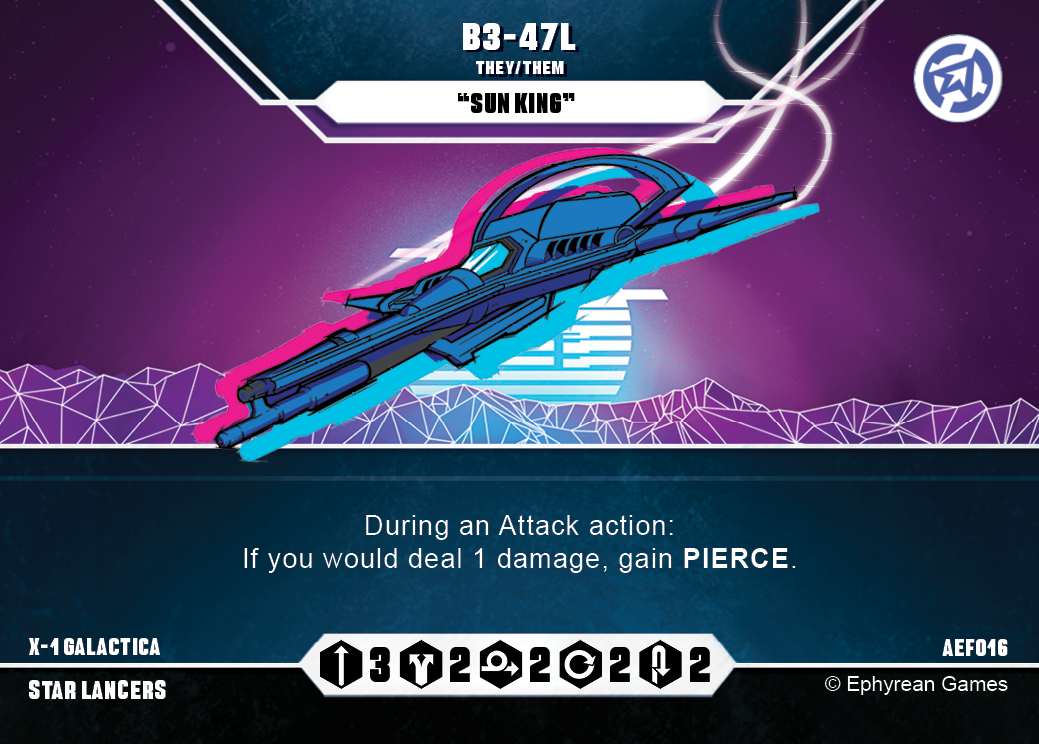 B3-47L
THEY/THEM
"SUN KING"
During an Attack action:
If you would deal 1 damage, gain PIERCE.
X-1 GALACTICA
STAR LANCERS
3 2 2 2 2
AEF016
© Ephyrean Games